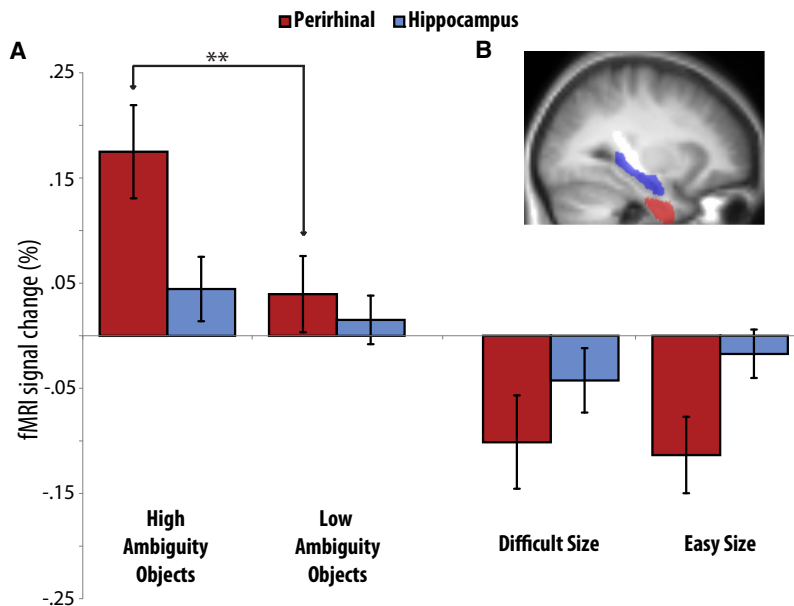 Perirhinal Hippocampus
A
B
**
.25
.15
.05
-.05
-.15
-.25
fMRI signal change (%)
High
Ambiguity
Objects
Low
Ambiguity
Objects
Difficult Size
Easy Size